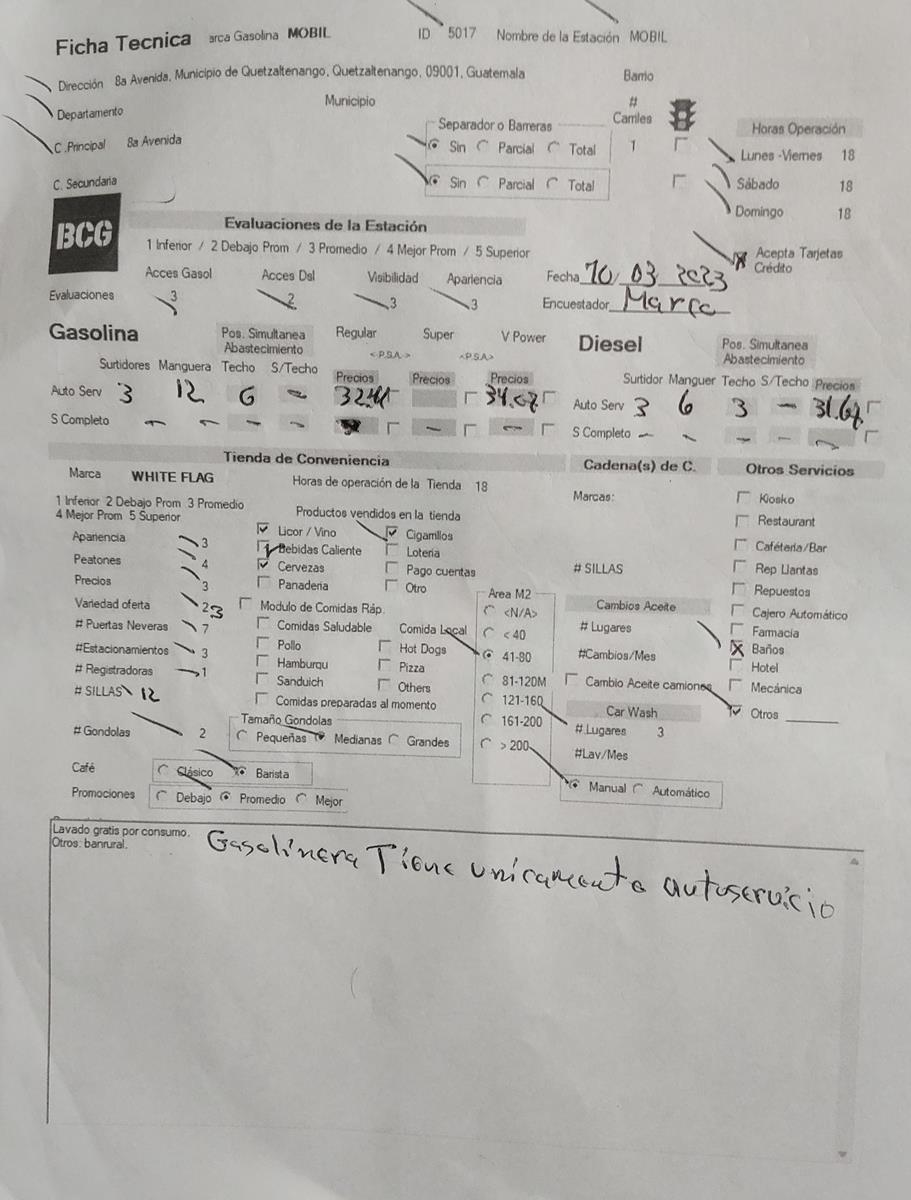 Ficha Tecnica arca Gasolina MOBIL ID 5017 Nombre de la Estación MOBIL
Dirección 8a Avenida, Municipio de Quetzaltenango, Quetzaltenango, 09001, Guatemala Barrio
Departamento Municipio # Carriles
C .Principal 8a Avenida Separador o Barreras Sin Parcial Total 1
Horas Operación
Lunes -Viernes 18
C. Secundaria Sin Parcial Total
Sábado 18
Domingo 18
BCG
Evaluaciones de la Estación
1 Inferior / 2 Debajo Prom / 3 Promedio / 4 Mejor Prom / 5 Superior
Acepta Tarjetas Crédito
Acces Gasol Acces Dsl Visibilidad Apariencia Fecha 10/03 2023
Evaluaciones 3 2 3 3 Encuestador
Gasolina Pos. Simultanea Abastecimiento Regular Super V Power
<-P.S.A.-> <P.S.A>
Surtidores Manguera Techo S/Techo Precios Precios Precios
Auto Serv 3 12 6 -
S Completo - - - - - -
Diesel Pos. Simultanea Abastecimiento
Surtidor Manguer Techo S/Techo Precios
Auto Serv 3 6 3 - 31.67
S Completo - - - - -
Tienda de Conveniencia
Marca WHITE FLAG Horas de operación de la Tienda 18
1 Inferior 2 Debajo Prom 3 Promedio
4 Mejor Prom 5 Superior
Productos vendidos en la tienda
Apariencia 3
Peatones 4
Precios 3
Variedad oferta 2 3
# Puertas Neveras 7
#Estacionamientos 3
# Registradoras 1
# SILLAS 12
# Gondolas 2
Licor / Vino Cigarrllos
Bebidas Caliente Loteria
Cervezas Pago cuentas
Panaderia Otro
Modulo de Comidas Ráp.
Comidas Saludable Comida Local
Pollo Hot Dogs
Hamburqu Pizza
Sanduich Others
Comidas preparadas al momento
Tamaño Gondolas
Pequeñas Medianas Grandes
Café Clásico Barista
Promociones Debajo Promedio Mejor
Area M2
<N/A>
< 40
41-80
81-120M
121-160
161-200
> 200
Cadena(s) de C.
Marcas:
# SILLAS
Cambios Aceite
# Lugares
#Cambios/Mes
Cambio Aceite camiones
Car Wash
# Lugares 3
#Lav/Mes
Manual Automático
Otros Servicios
Kiosko
Restaurant
Cafétería/Bar
Rep Llantas
Repuestos
Cajero Automático
Farmacia
Baños
Hotel
Mecánica
Otros
Lavado gratis por consumo.
Otros: banrural.
Gasolinera Tiene unicamente autoservicio